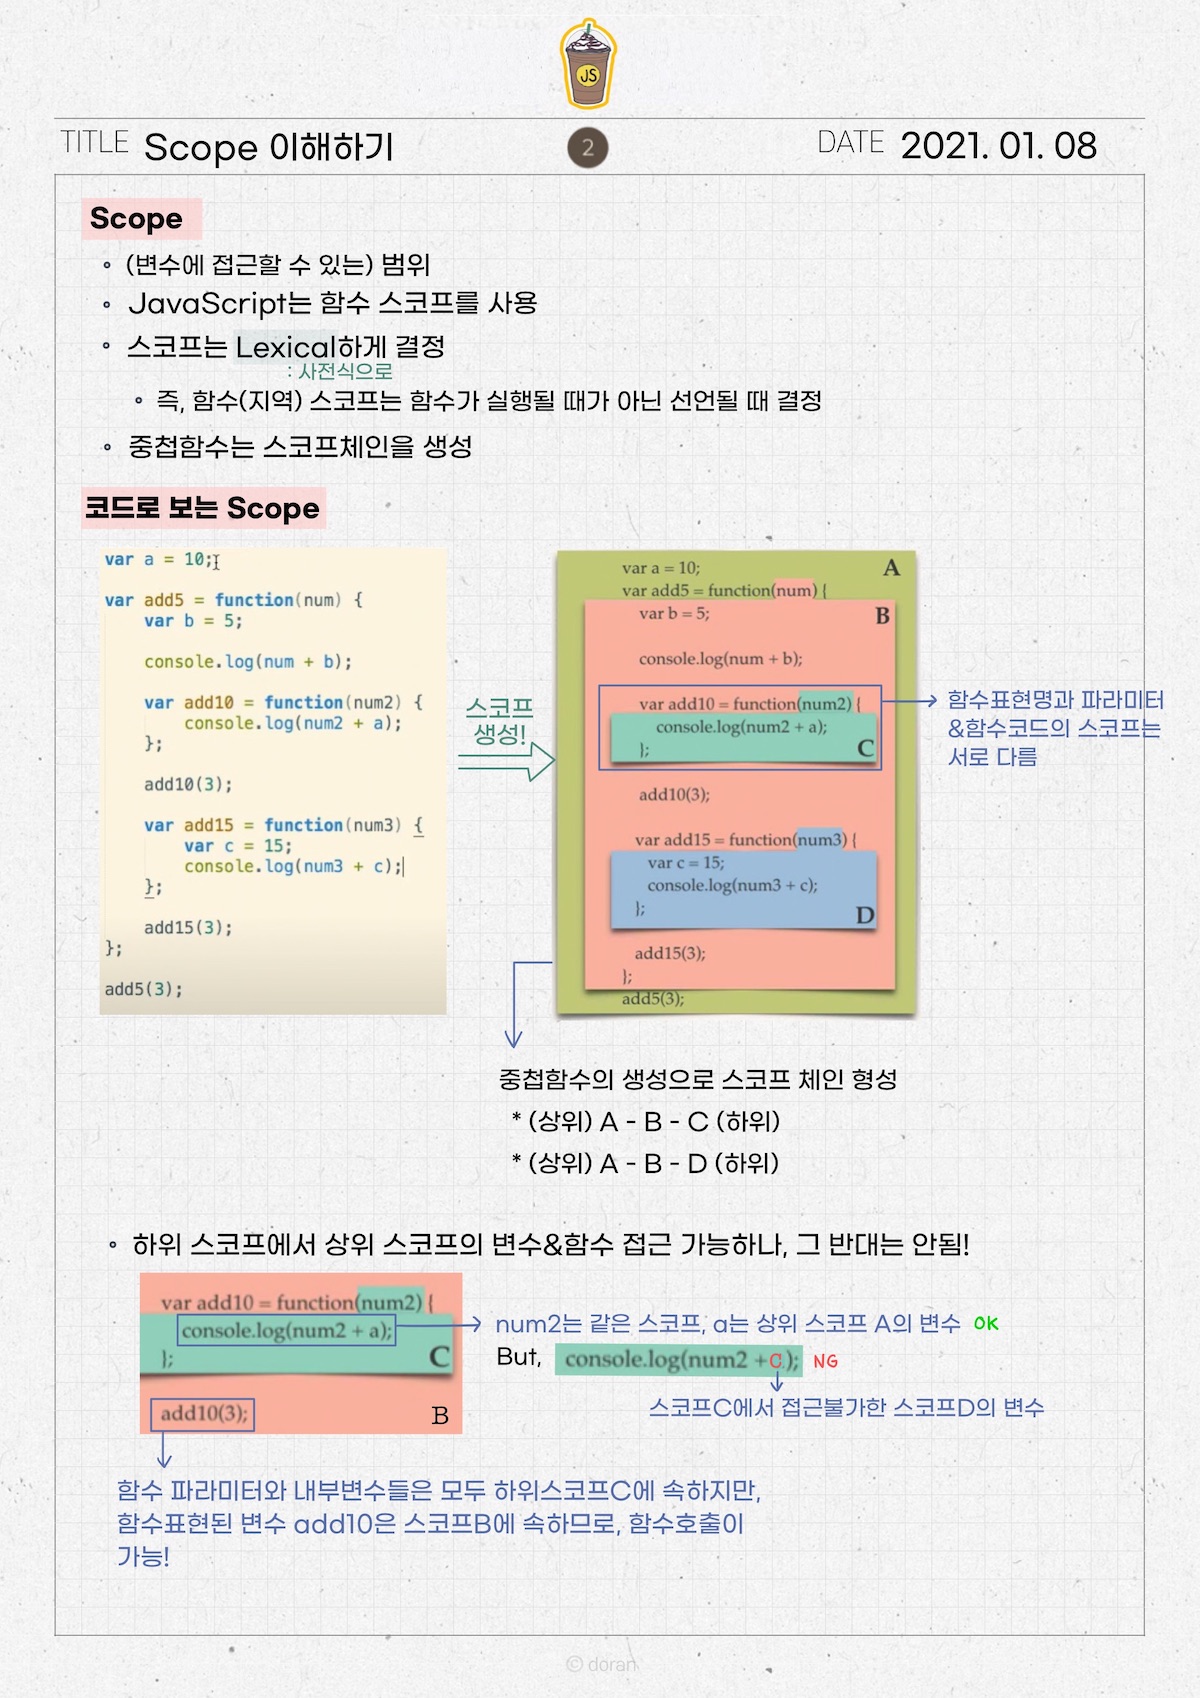 JS
TITLE Scope 이해하기
2
DATE 2021. 01. 08
Scope
(변수에 접근할 수 있는) 범위
JavaScript는 함수 스코프를 사용
스코프는 Lexical하게 결정
: 사전식으로
즉, 함수(지역) 스코프는 함수가 실행될 때가 아닌 선언될 때 결정
중첩함수는 스코프체인을 생성
코드로 보는 Scope
var a = 10;
var add5 = function(num) {
var b = 5;
console.log(num + b);
var add10 = function(num2) {
console.log(num2 + a);
};
add10(3);
var add15 = function(num3) {
var c = 15;
console.log(num3 + c);
};
add15(3);
};
add5(3);
스코프
생성!
A
var a = 10;
var add5 = function(num) {
B
var b = 5;
console.log(num + b);
var add10 = function(num2) {
console.log(num2 + a);
};
C
add10(3);
var add15 = function(num3) {
var c = 15;
console.log(num3 + c);
};
D
add15(3);
};
add5(3);
함수표현명과 파라미터
&함수코드의 스코프는
서로 다름
중첩함수의 생성으로 스코프 체인 형성
* (상위) A - B - C (하위)
* (상위) A - B - D (하위)
하위 스코프에서 상위 스코프의 변수&함수 접근 가능하나, 그 반대는 안됨!
var add10 = function(num2) {
console.log(num2 + a);
};
C
add10(3);
B
num2는 같은 스코프, a는 상위 스코프 A의 변수 OK
But, console.log(num2 +C); NG
스코프C에서 접근불가한 스코프D의 변수
함수 파라미터와 내부변수들은 모두 하위스코프C에 속하지만,
함수표현된 변수 add10은 스코프B에 속하므로, 함수호출이
가능!
© doran